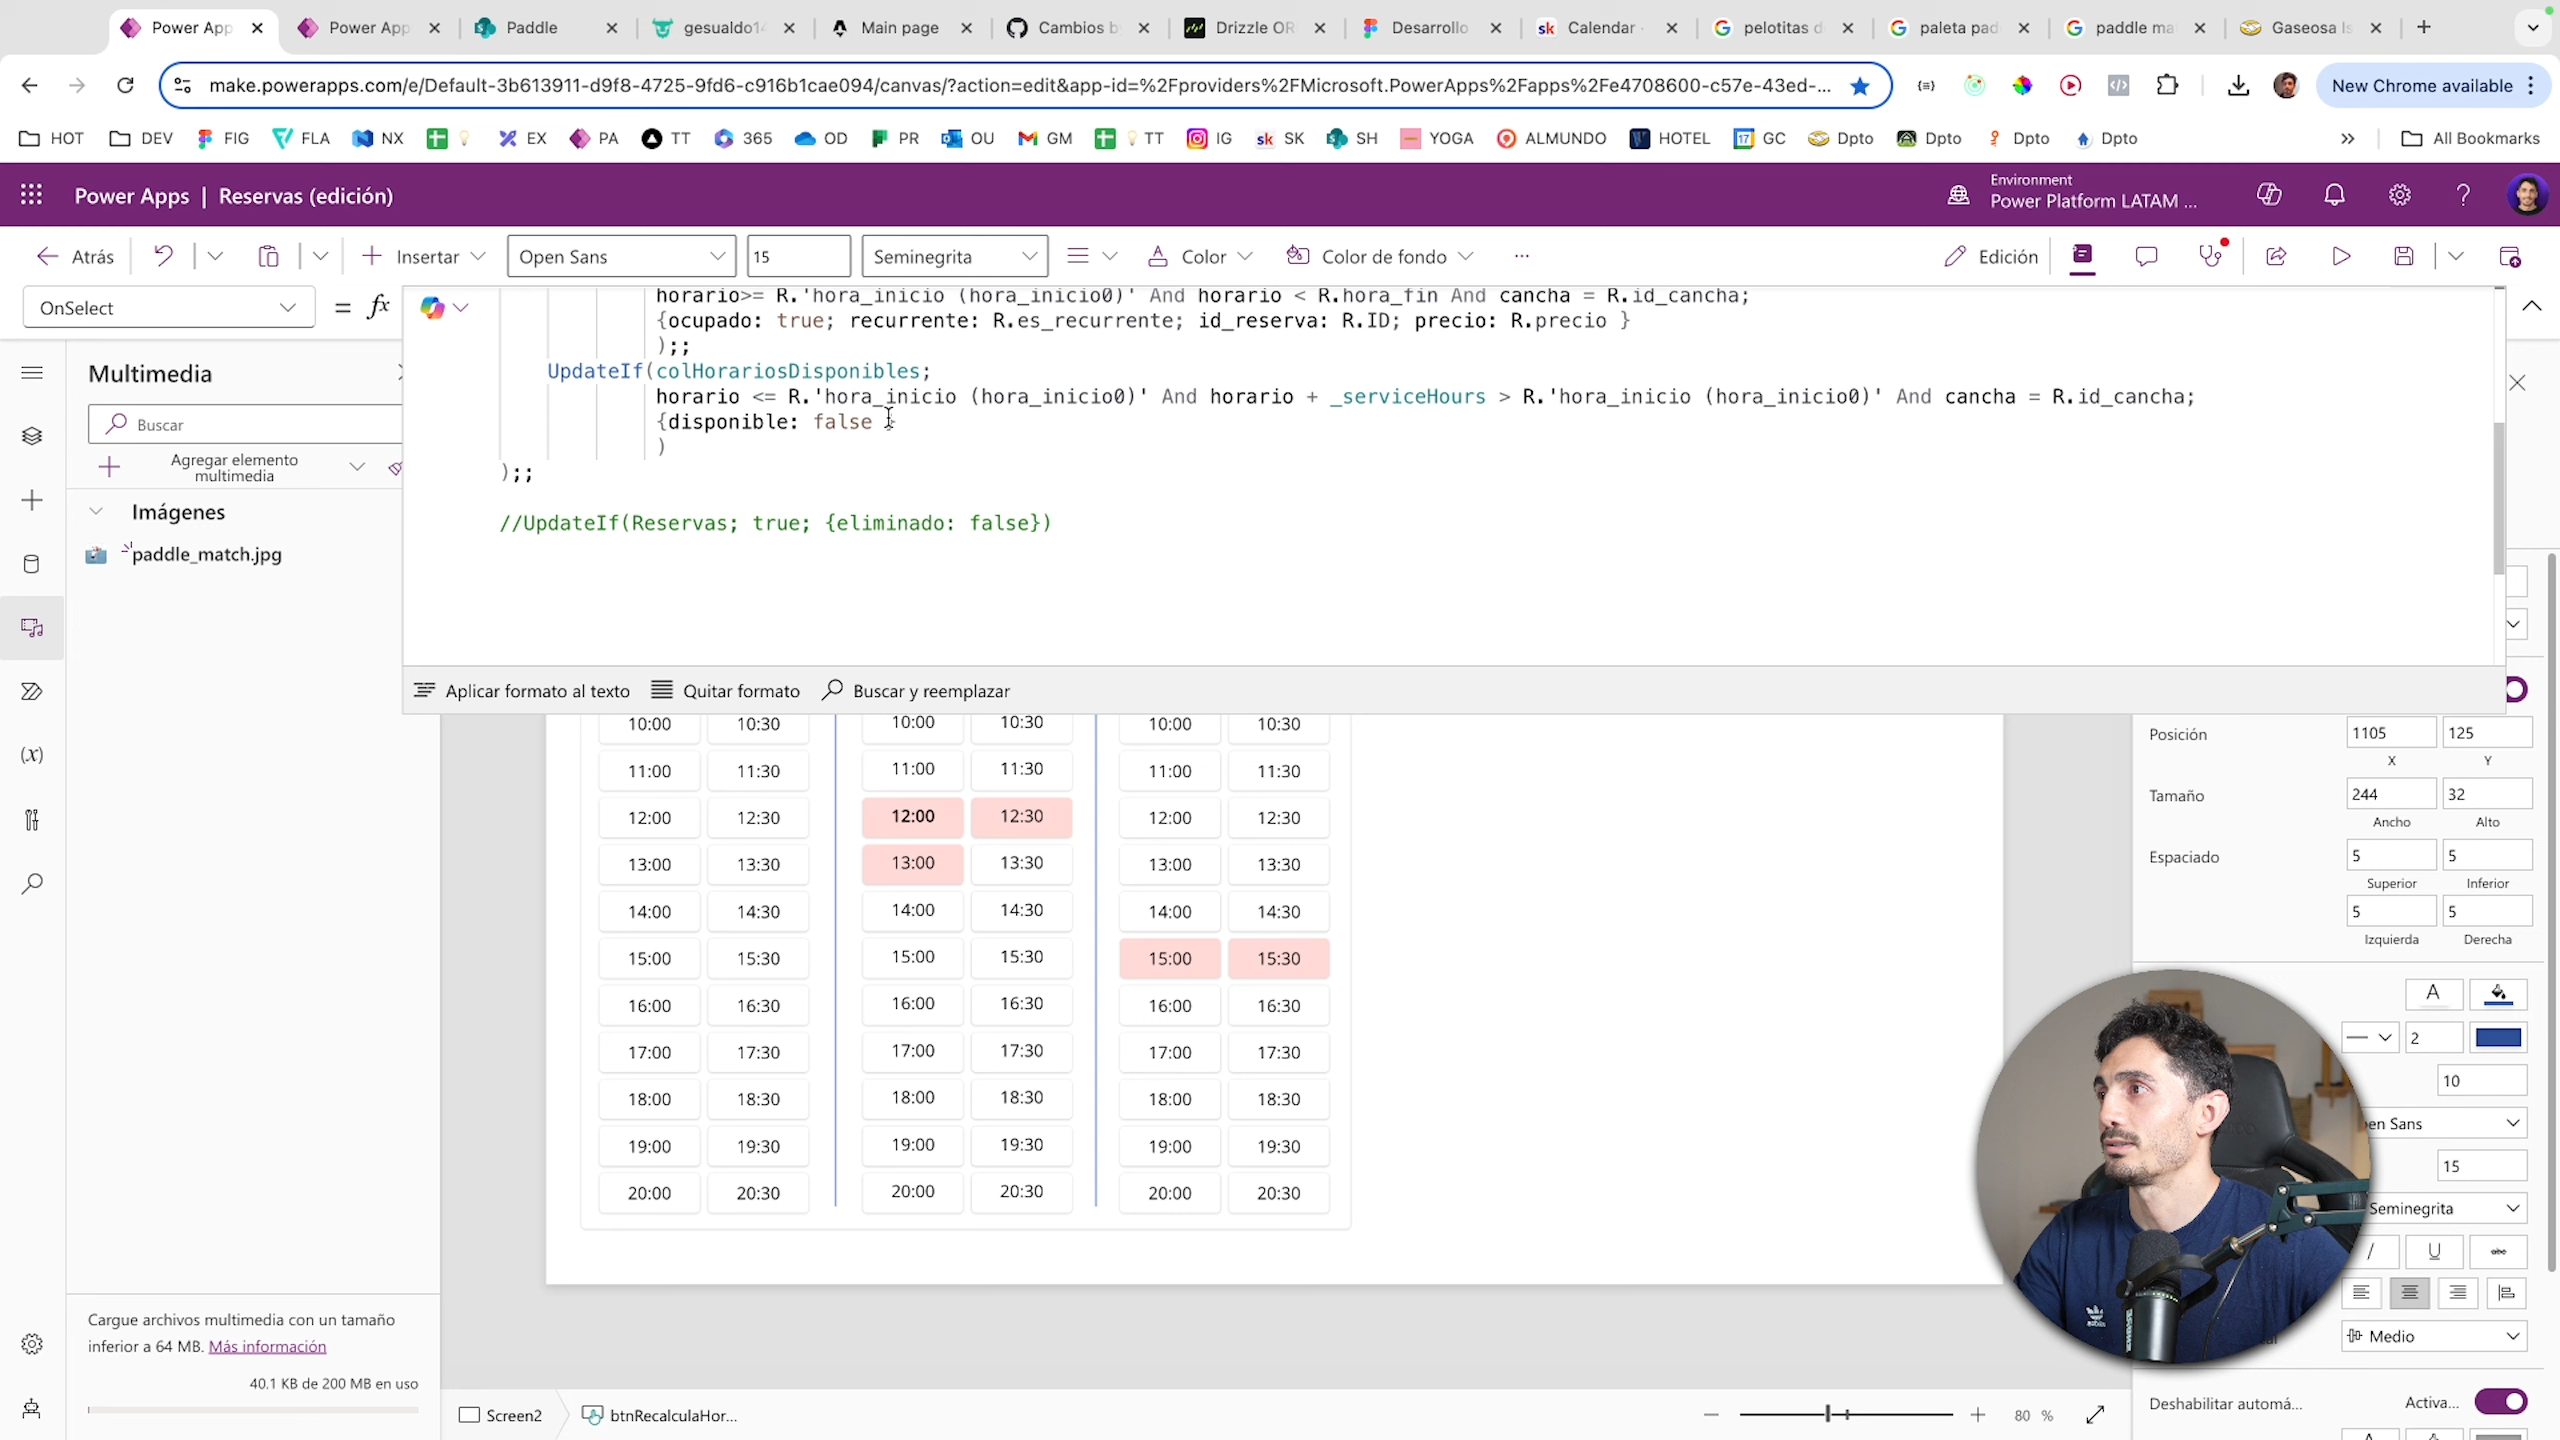 Power App
Power App
Paddle
gesualdo14
Main page
Cambios b
Drizzle OR
Desarrollo
Calendar -
pelotitas d
paleta pad
paddle ma
Gaseosa Is
make.powerapps.com/e/Default-3b613911-d9f8-4725-9fd6-c916b1cae094/canvas/?action=edit&app-id=%2Fproviders%2FMicrosoft.PowerApps%2Fapps%2Fe4708600-c57e-43ed-...
New Chrome available
HOT
DEV
FIG
FLA
NX
EX
PA
TT
365
OD
PR
OU
GM
TT
IG
SK
SH
YOGA
ALMUNDO
HOTEL
GC
Dpto
Dpto
Dpto
Dpto
All Bookmarks
Power Apps | Reservas (edición)
Environment
Power Platform LATAM ...
Atrás
Insertar
Open Sans
15
Seminegrita
Color
Color de fondo
Edición
OnSelect
= fx
horario>= R.'hora_inicio (hora_inicio0)' And horario < R.hora_fin And cancha = R.id_cancha;
{ocupado: true; recurrente: R.es_recurrente; id_reserva: R.ID; precio: R.precio }
);;
UpdateIf(colHorariosDisponibles;
horario <= R.'hora_inicio (hora_inicio0)' And horario + _serviceHours > R.'hora_inicio (hora_inicio0)' And cancha = R.id_cancha;
{disponible: false }
)
);;
//UpdateIf(Reservas; true; {eliminado: false})
Aplicar formato al texto
Quitar formato
Buscar y reemplazar
Multimedia
Buscar
Agregar elemento
multimedia
Imágenes
paddle_match.jpg
Cargue archivos multimedia con un tamaño
inferior a 64 MB. Más información
40.1 KB de 200 MB en uso
10:00 10:30 10:00 10:30 10:00 10:30
11:00 11:30 11:00 11:30 11:00 11:30
12:00 12:30 12:00 12:30 12:00 12:30
13:00 13:30 13:00 13:30 13:00 13:30
14:00 14:30 14:00 14:30 14:00 14:30
15:00 15:30 15:00 15:30 15:00 15:30
16:00 16:30 16:00 16:30 16:00 16:30
17:00 17:30 17:00 17:30 17:00 17:30
18:00 18:30 18:00 18:30 18:00 18:30
19:00 19:30 19:00 19:30 19:00 19:30
20:00 20:30 20:00 20:30 20:00 20:30
Posición
1105
125
X
Y
Tamaño
244
32
Ancho
Alto
Espaciado
5
5
Superior
Inferior
5
5
Izquierda
Derecha
A
2
10
en Sans
15
Seminegrita
/
U
abc
Medio
Deshabilitar automá...
Activa...
Screen2
btnRecalculaHor...
80 %